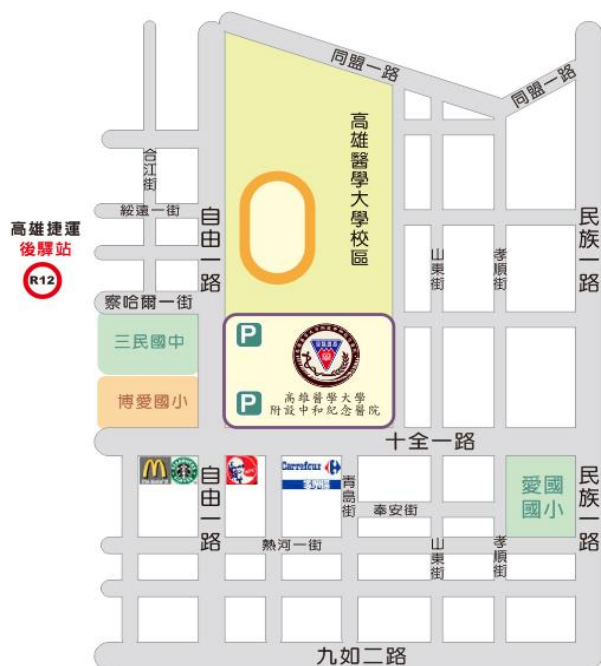 同盟一路
同盟一路
高雄醫學大學校區
合江街
綏遠一街
自由一路
民族一路
高雄捷運
後驛站
R12
山東街
孝順街
察哈爾一街
三民國中
P
博愛國小
P
高雄醫學大學
附設中和紀念醫院
十全一路
Carrefour
家樂福
自由一路
青島街
奉安街
愛國
國小
民族一路
熱河一街
山東街
孝順街
九如二路